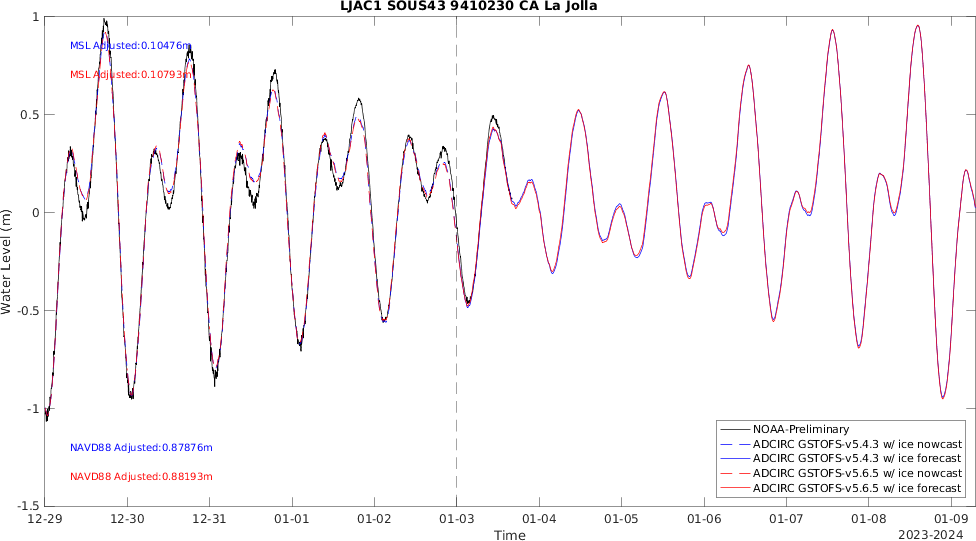 LJAC1 SOUS43 9410230 CA La Jolla
MSL Adjusted:0.10476m
MSL Adjusted:0.10793m
1
0.5
0
-0.5
-1
-1.5
Water Level (m)
NAVD88 Adjusted:0.87876m
NAVD88 Adjusted:0.88193m
NOAA-Preliminary
ADCIRC GSTOFS-v5.4.3 w/ ice nowcast
ADCIRC GSTOFS-v5.4.3 w/ ice forecast
ADCIRC GSTOFS-v5.6.5 w/ ice nowcast
ADCIRC GSTOFS-v5.6.5 w/ ice forecast
12-29 12-30 12-31 01-01 01-02 01-03 01-04 01-05 01-06 01-07 01-08 01-09
Time
2023-2024